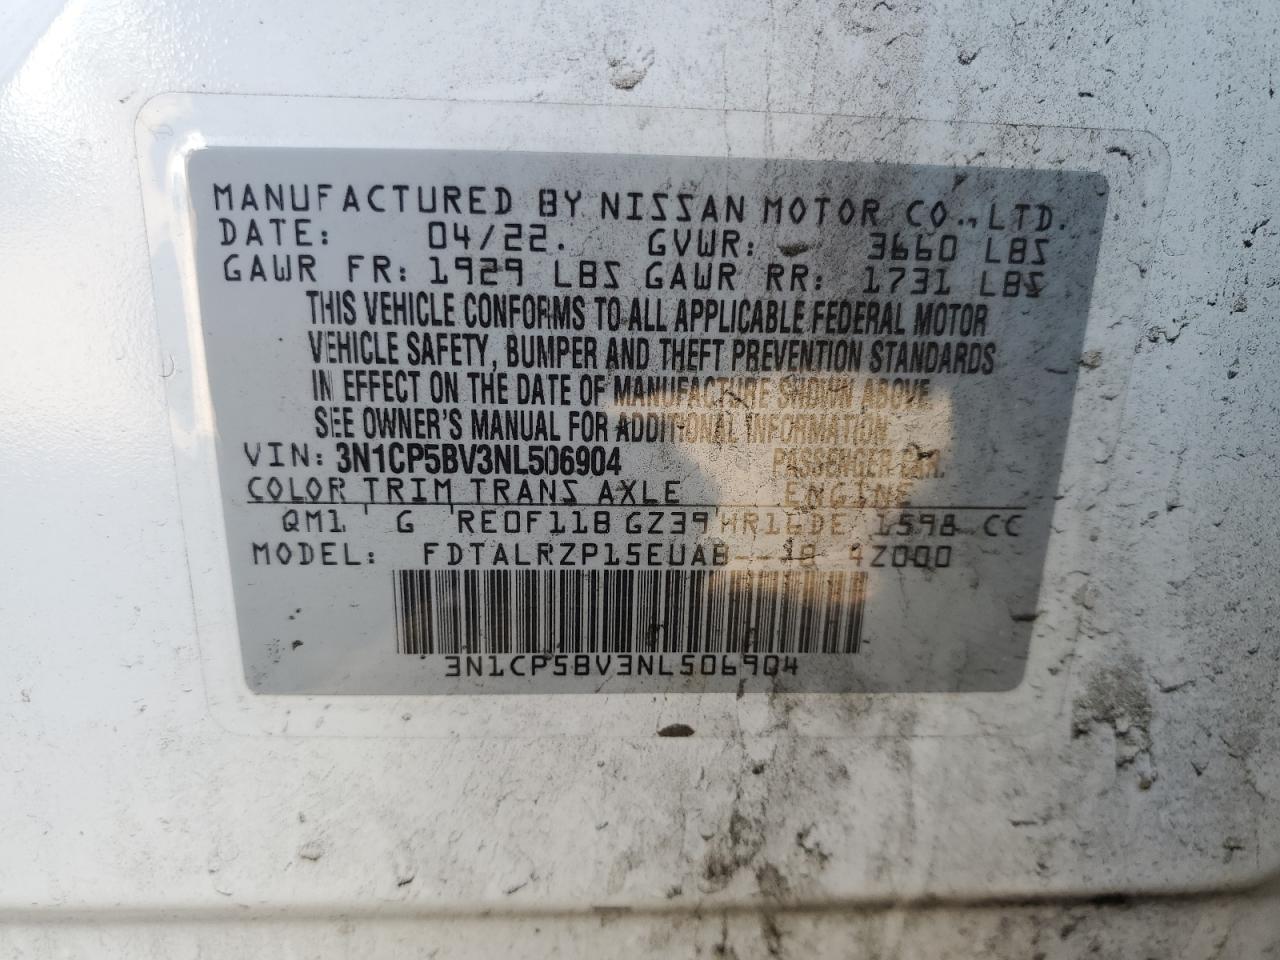 MANUFACTURED BY NISSAN MOTOR CO., LTD.
DATE: 04/22. GVWR: 3660 LBS
GAWR FR: 1929 LBS GAWR RR: 1731 LBS
THIS VEHICLE CONFORMS TO ALL APPLICABLE FEDERAL MOTOR
VEHICLE SAFETY, BUMPER AND THEFT PREVENTION STANDARDS
IN EFFECT ON THE DATE OF MANUFACTURE SHOWN ABOVE.
SEE OWNER'S MANUAL FOR ADDITIONAL INFORMATION.
VIN: 3N1CP5BV3NL506904 PASSENGER CAR.
COLOR TRIM TRANS AXLE ENGINE
QM1 G RE0F11B GZ39 HR16DE 1598 CC
MODEL: FDTALRZP15EUAB---18 4Z000
3N1CP5BV3NL506904